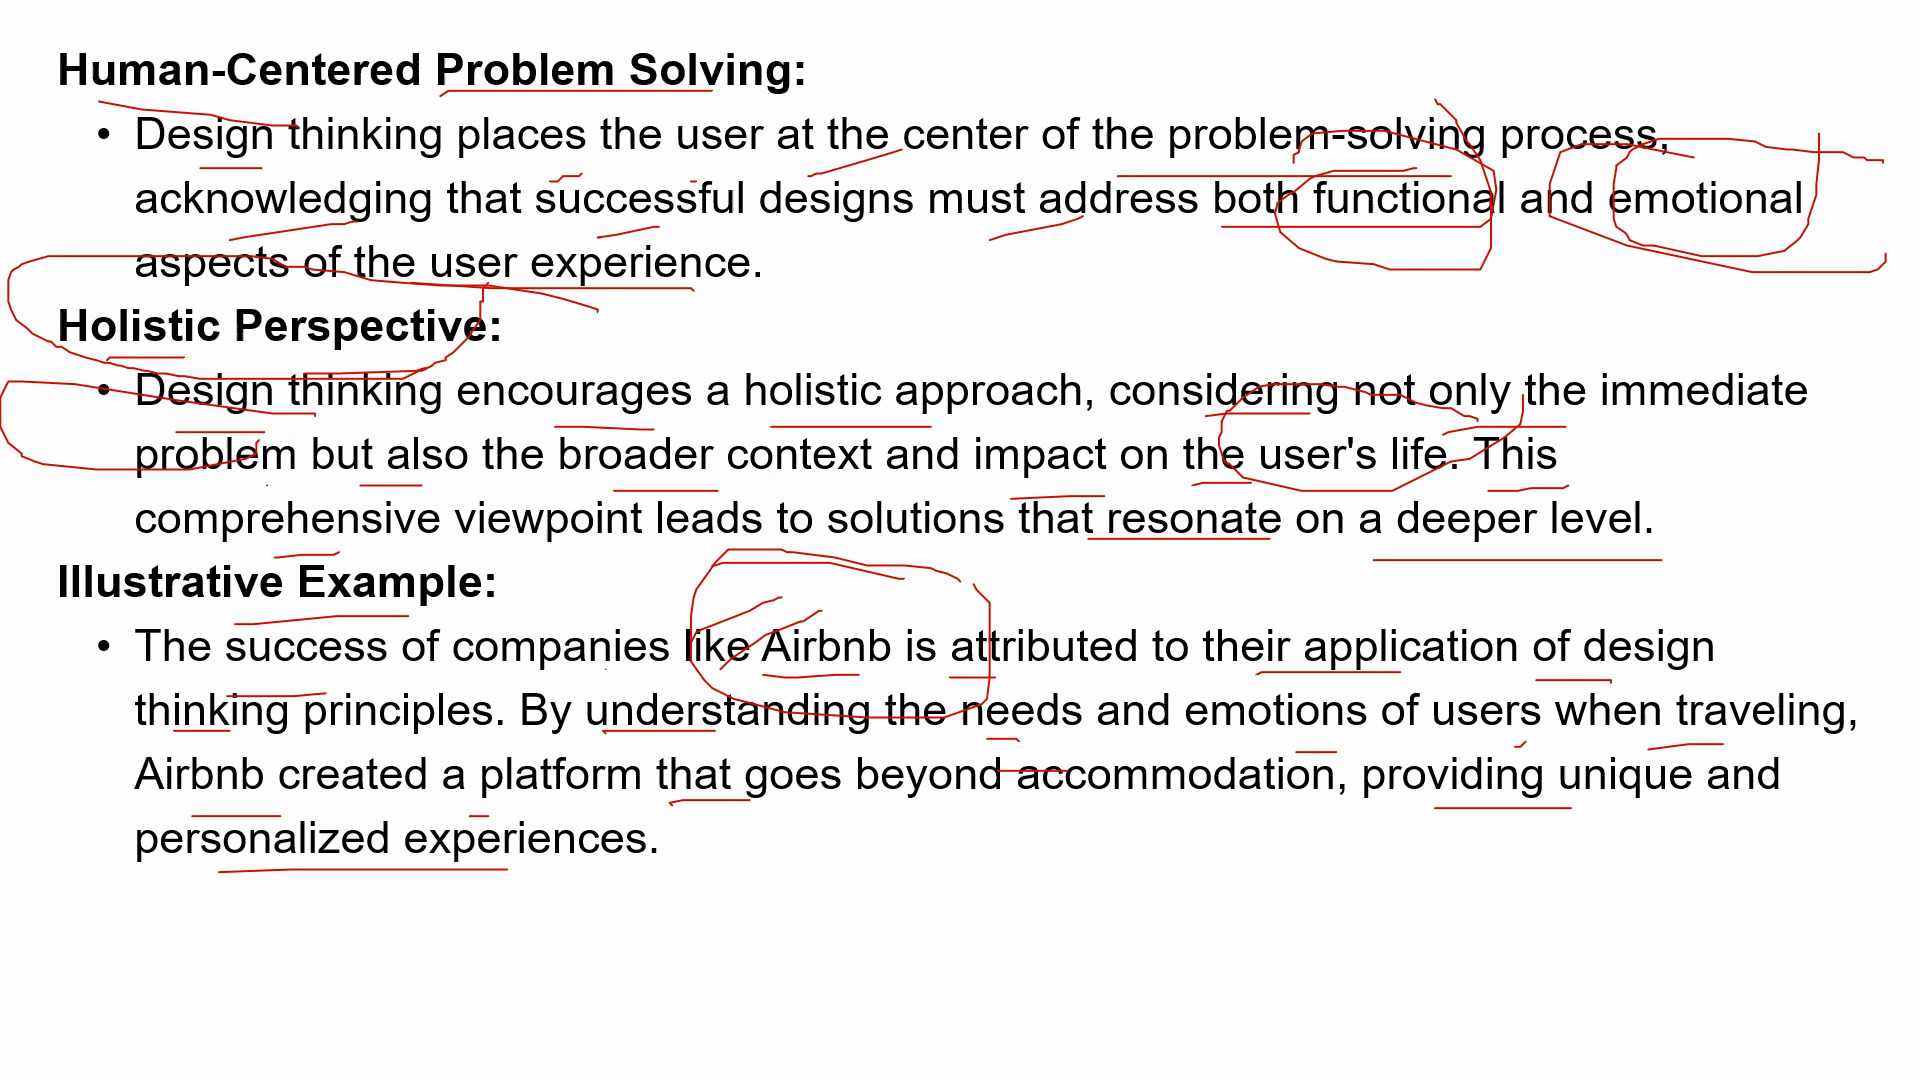 Human-Centered Problem Solving:
• Design thinking places the user at the center of the problem-solving process,
acknowledging that successful designs must address both functional and emotional
aspects of the user experience.
Holistic Perspective:
• Design thinking encourages a holistic approach, considering not only the immediate
problem but also the broader context and impact on the user's life. This
comprehensive viewpoint leads to solutions that resonate on a deeper level.
Illustrative Example:
• The success of companies like Airbnb is attributed to their application of design
thinking principles. By understanding the needs and emotions of users when traveling,
Airbnb created a platform that goes beyond accommodation, providing unique and
personalized experiences.